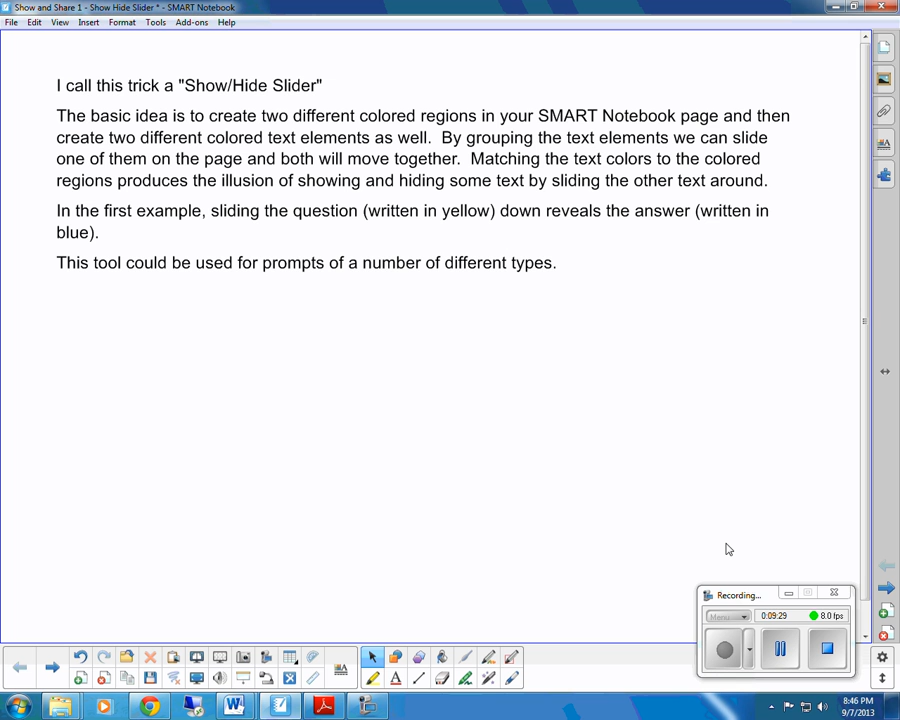 Show and Share 1 - Show Hide Slider * - SMART Notebook
File Edit View Insert Format Tools Add-ons Help
I call this trick a "Show/Hide Slider"
The basic idea is to create two different colored regions in your SMART Notebook page and then
create two different colored text elements as well.  By grouping the text elements we can slide
one of them on the page and both will move together.  Matching the text colors to the colored
regions produces the illusion of showing and hiding some text by sliding the other text around.
In the first example, sliding the question (written in yellow) down reveals the answer (written in
blue).
This tool could be used for prompts of a number of different types.
Recording...
Menu 0:09:29 8.0 fps
8:46 PM
9/7/2013